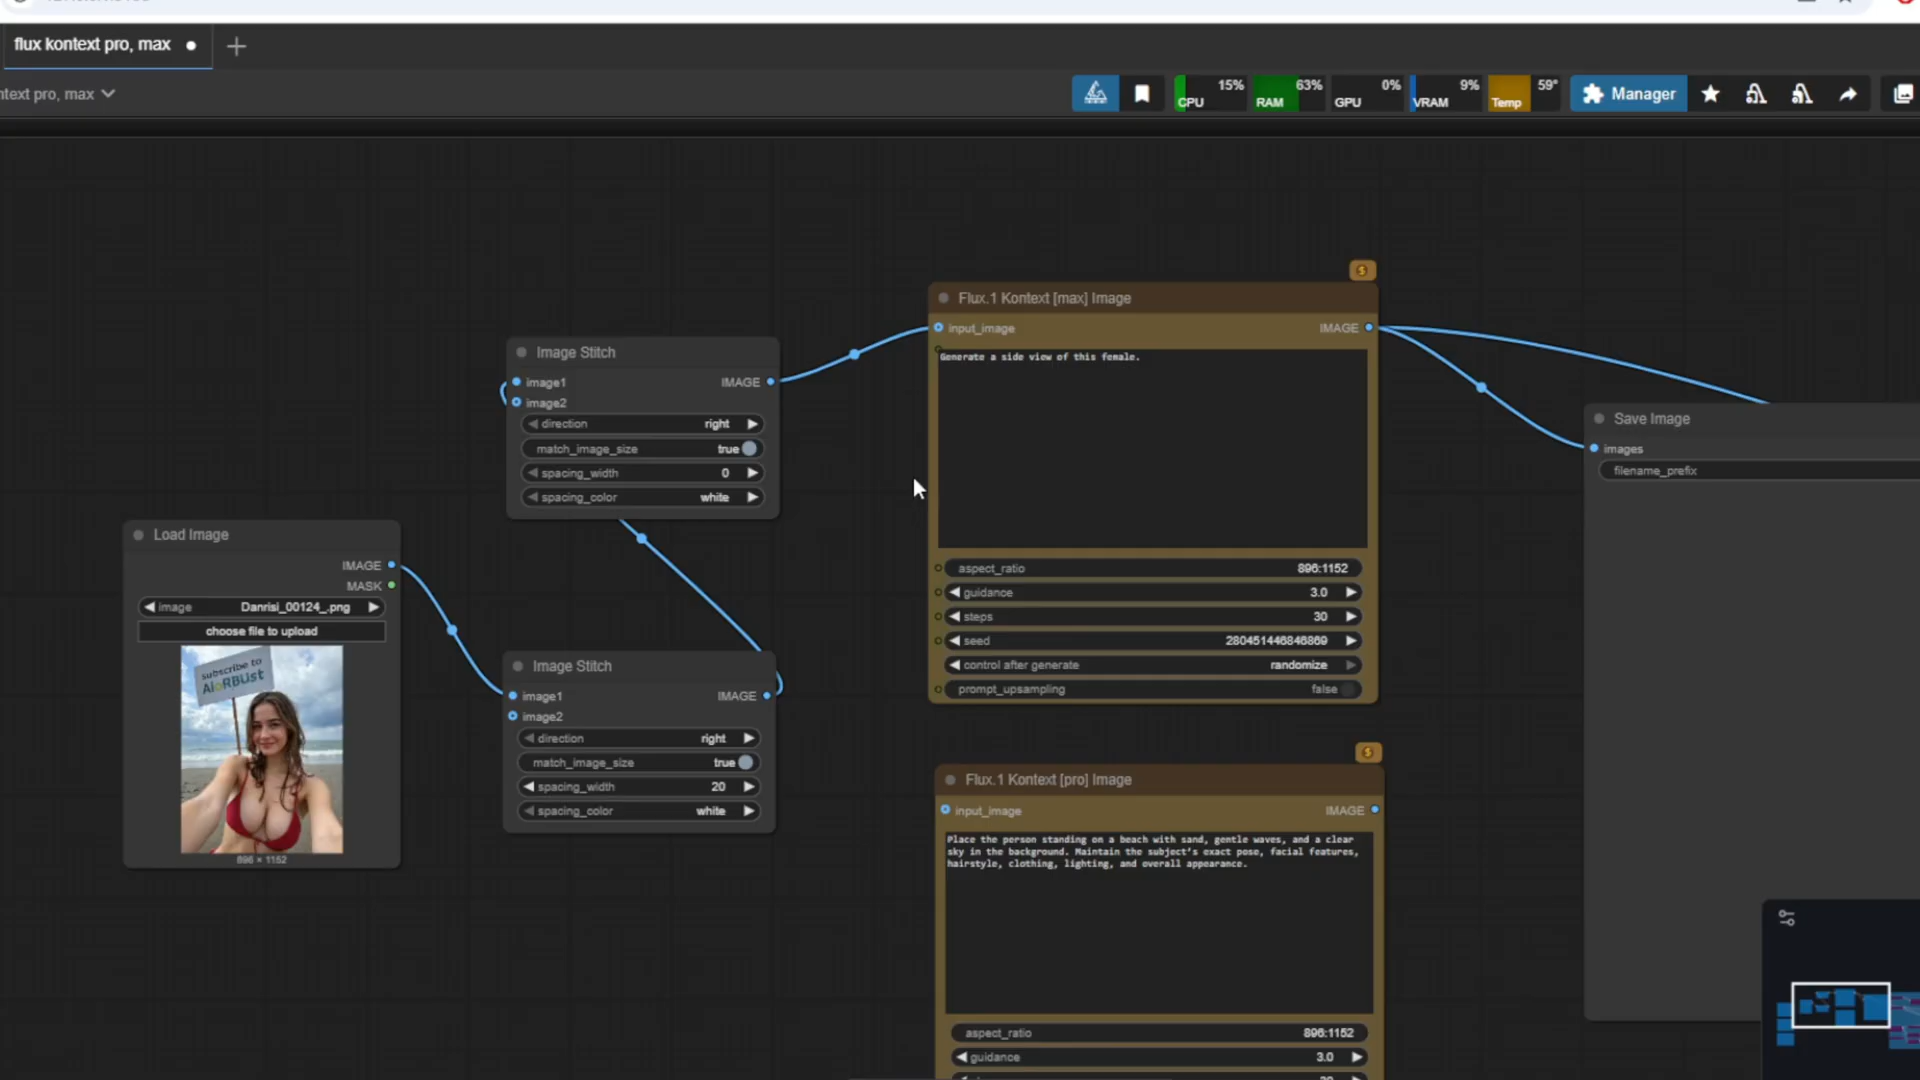 flux kontext pro, max
ntext pro, max
15%
CPU
63%
RAM
0%
GPU
9%
VRAM
59°
Temp
Manager
Flux.1 Kontext [max] Image
input_image
IMAGE
Generate a side view of this female.
aspect_ratio 896:1152
guidance 3.0
steps 30
seed 280451446846869
control after generate randomize
prompt_upsampling false
Image Stitch
image1 IMAGE
image2
direction right
match_image_size true
spacing_width 0
spacing_color white
Save Image
images
filename_prefix
Load Image
IMAGE
MASK
image Danrisi_00124_.png
choose file to upload
subscribe to
AiORBUst
896 × 1152
Image Stitch
image1 IMAGE
image2
direction right
match_image_size true
spacing_width 20
spacing_color white
Flux.1 Kontext [pro] Image
input_image IMAGE
Place the person standing on a beach with sand, gentle waves, and a clear
sky in the background. Maintain the subject's exact pose, facial features,
hairstyle, clothing, lighting, and overall appearance.
aspect_ratio 896:1152
guidance 3.0